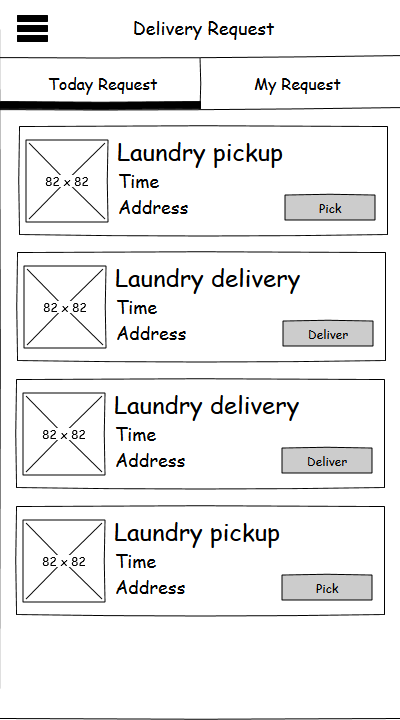 Delivery Request
Today Request
My Request
Laundry pickup
82 x 82
Time
Address
Pick
Laundry delivery
82 x 82
Time
Address
Deliver
Laundry delivery
82 x 82
Time
Address
Deliver
Laundry pickup
82 x 82
Time
Address
Pick